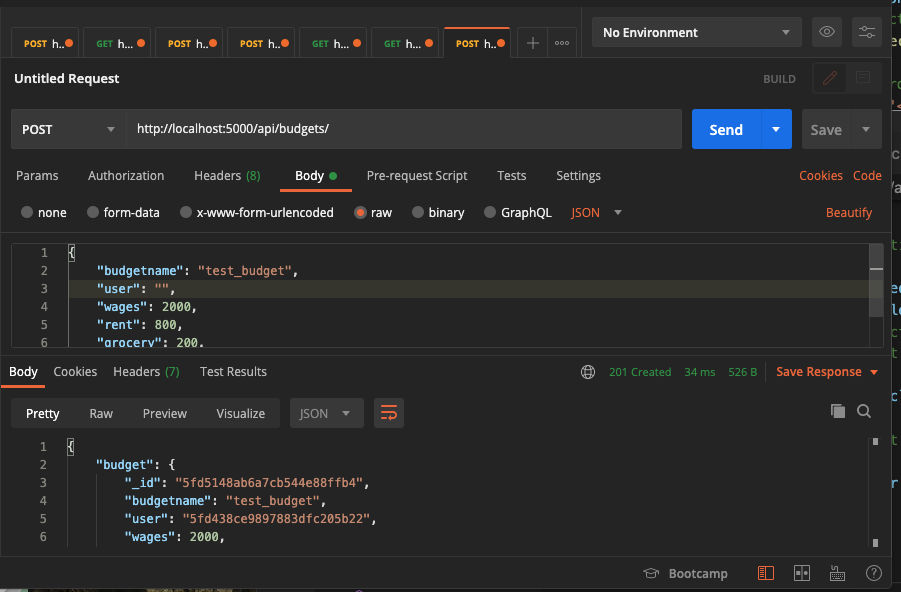 POST h.. GET h... POST h.. POST h.. GET h... GET h... POST h.. No Environment
Untitled Request BUILD
POST http://localhost:5000/api/budgets/ Send Save
Params Authorization Headers (8) Body Pre-request Script Tests Settings Cookies Code
none form-data x-www-form-urlencoded raw binary GraphQL JSON Beautify
1 {
2 "budgetname": "test_budget",
3 "user": "",
4 "wages": 2000,
5 "rent": 800,
6 "grocery": 200,
Body Cookies Headers (7) Test Results 201 Created 34 ms 526 B Save Response
Pretty Raw Preview Visualize JSON
1 {
2 "budget": {
3 "_id": "5fd5148ab6a7cb544e88ffb4",
4 "budgetname": "test_budget",
5 "user": "5fd438ce9897883dfc205b22",
6 "wages": 2000,
Bootcamp